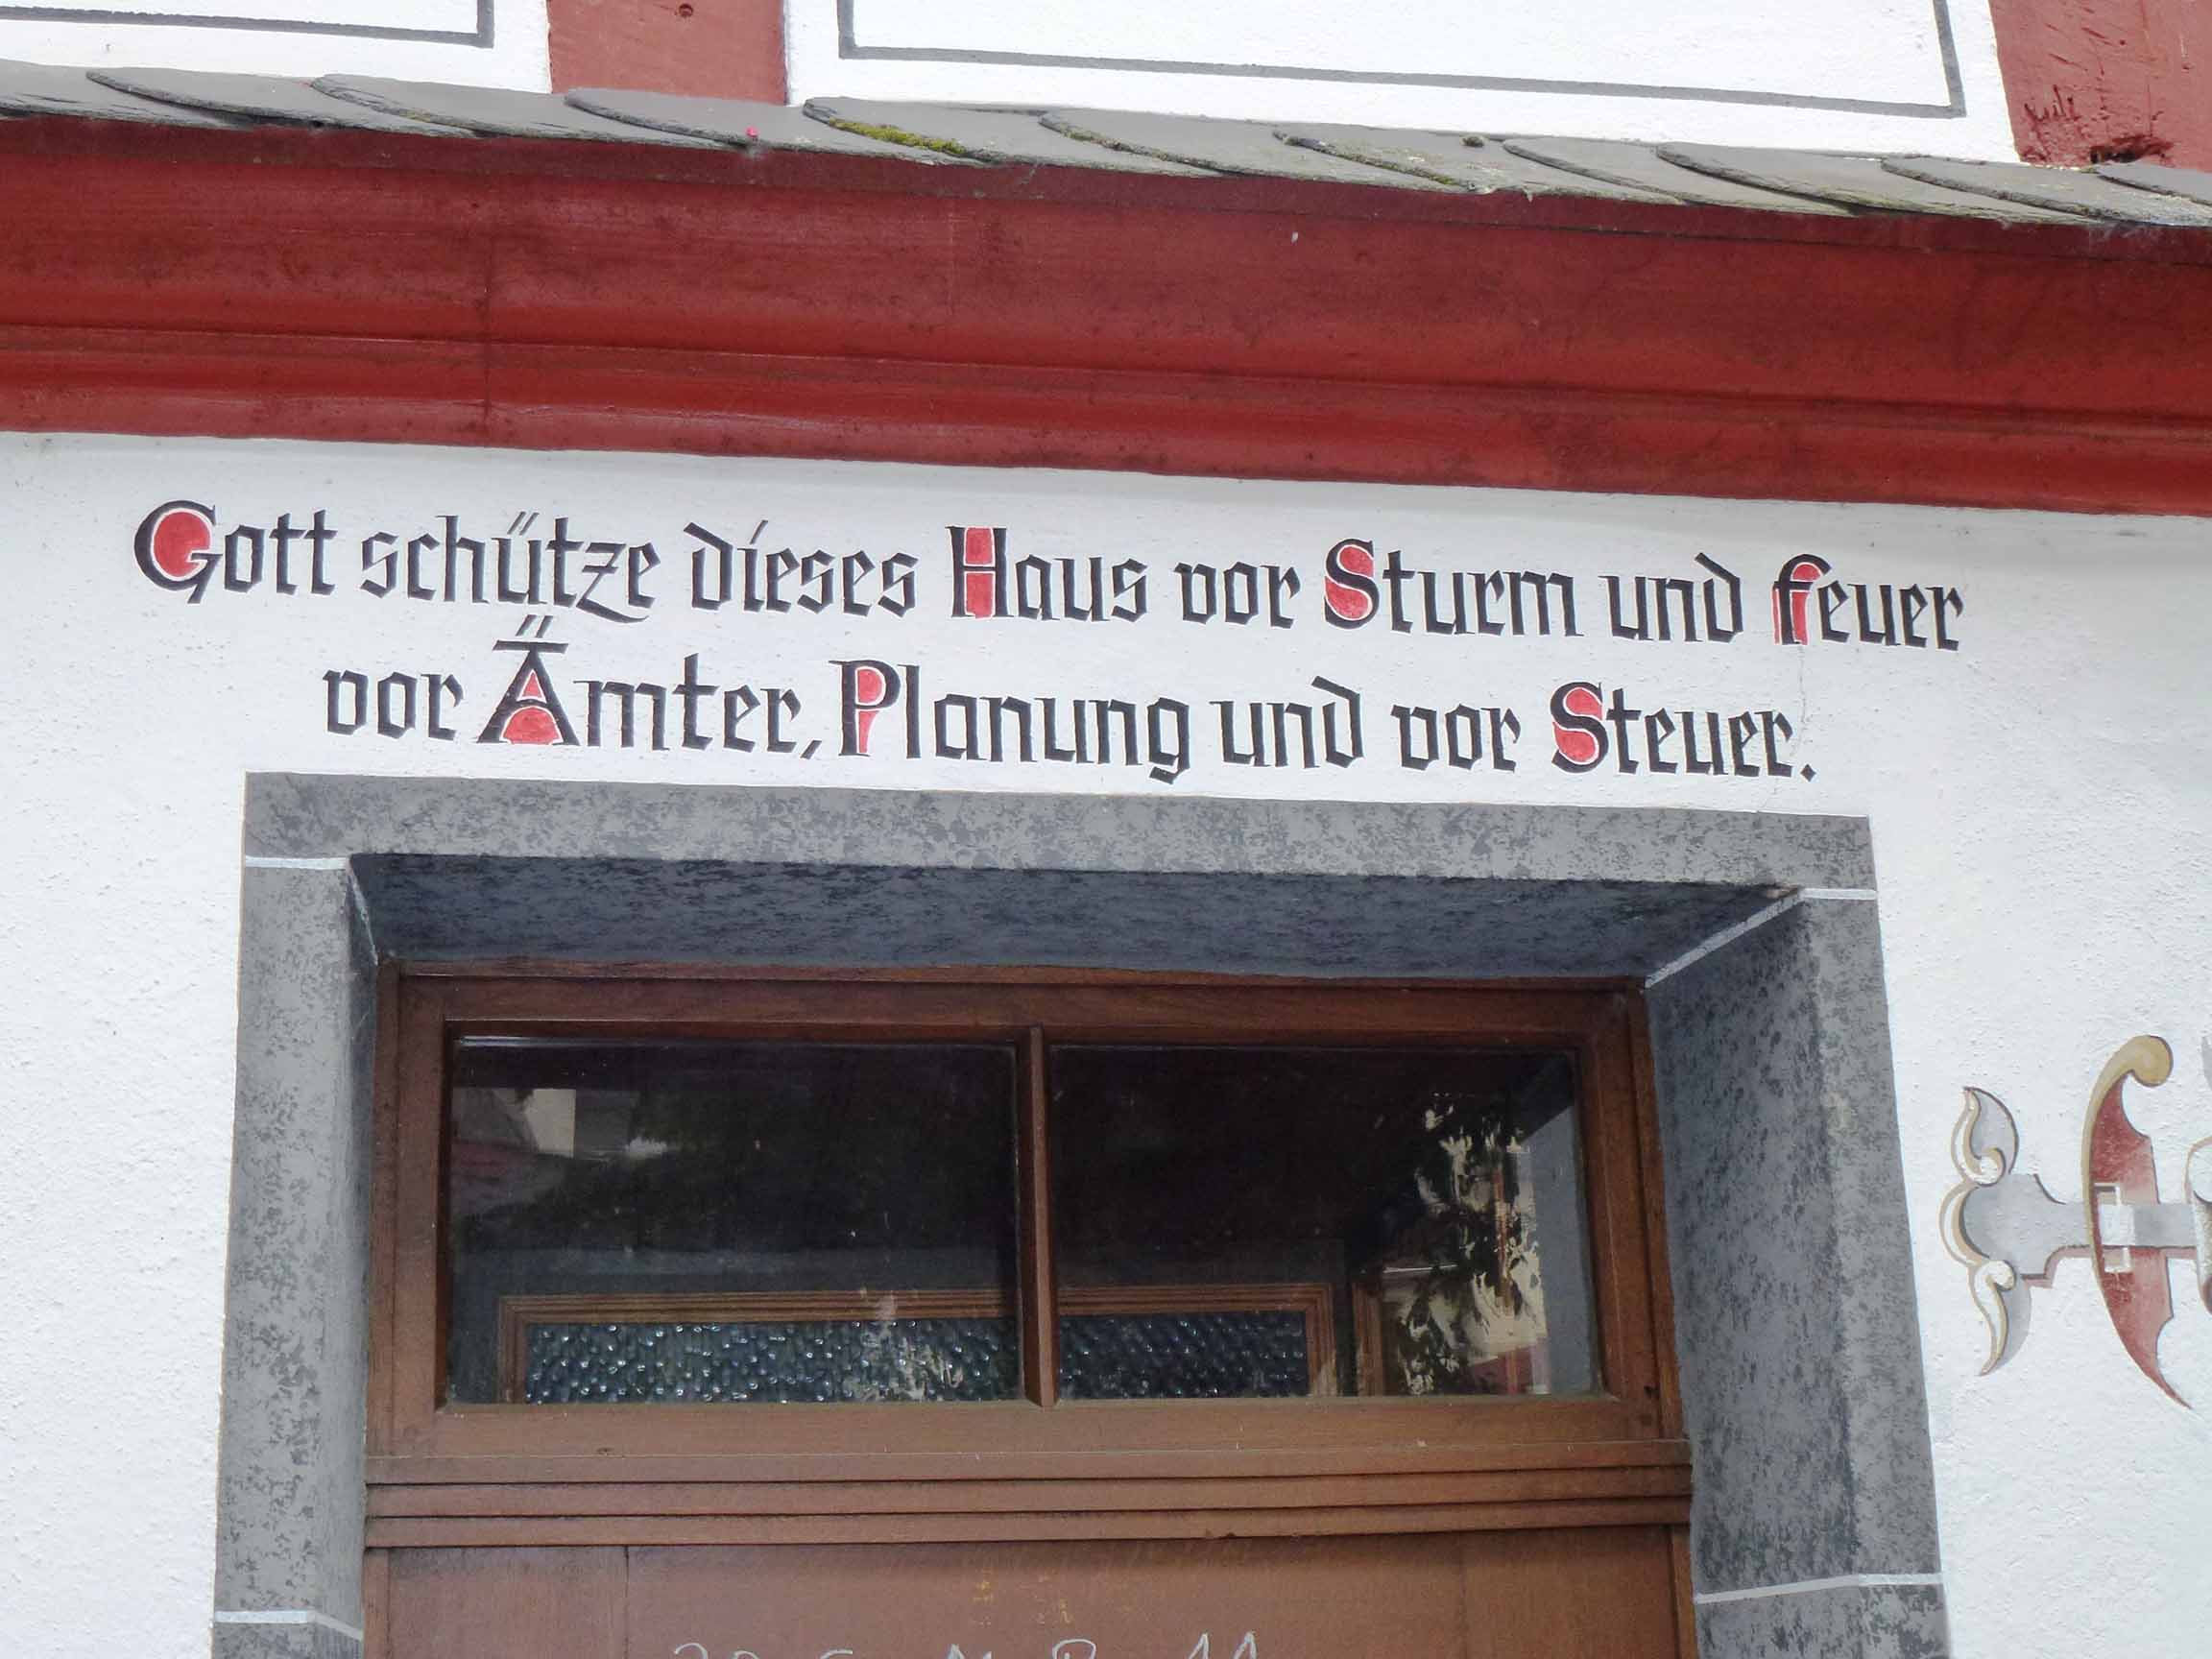 Gott schütze dieses Haus vor Sturm und Feuer
vor Ämter, Planung und vor Steuer.